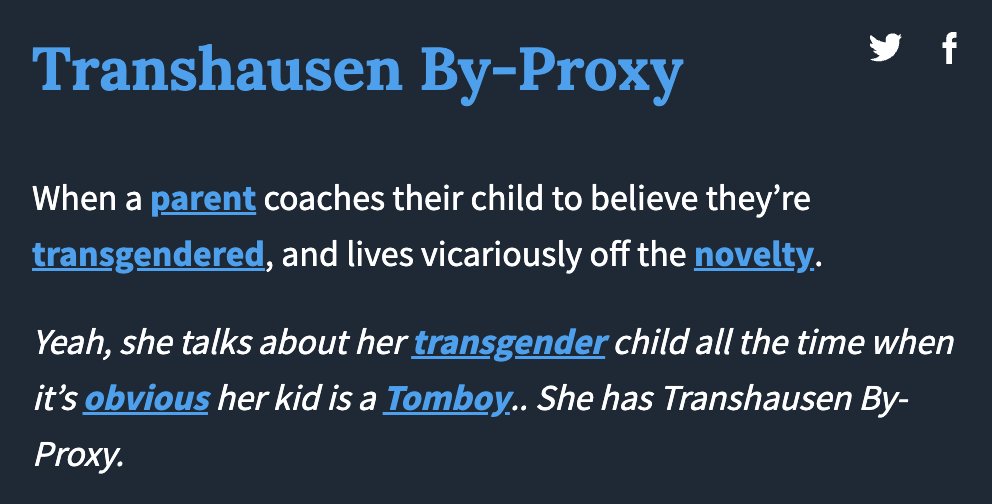 Transhausen By-Proxy
When a parent coaches their child to believe they’re
transgendered, and lives vicariously off the novelty.
Yeah, she talks about her transgender child all the time when
it’s obvious her kid is a Tomboy.. She has Transhausen By-
Proxy.